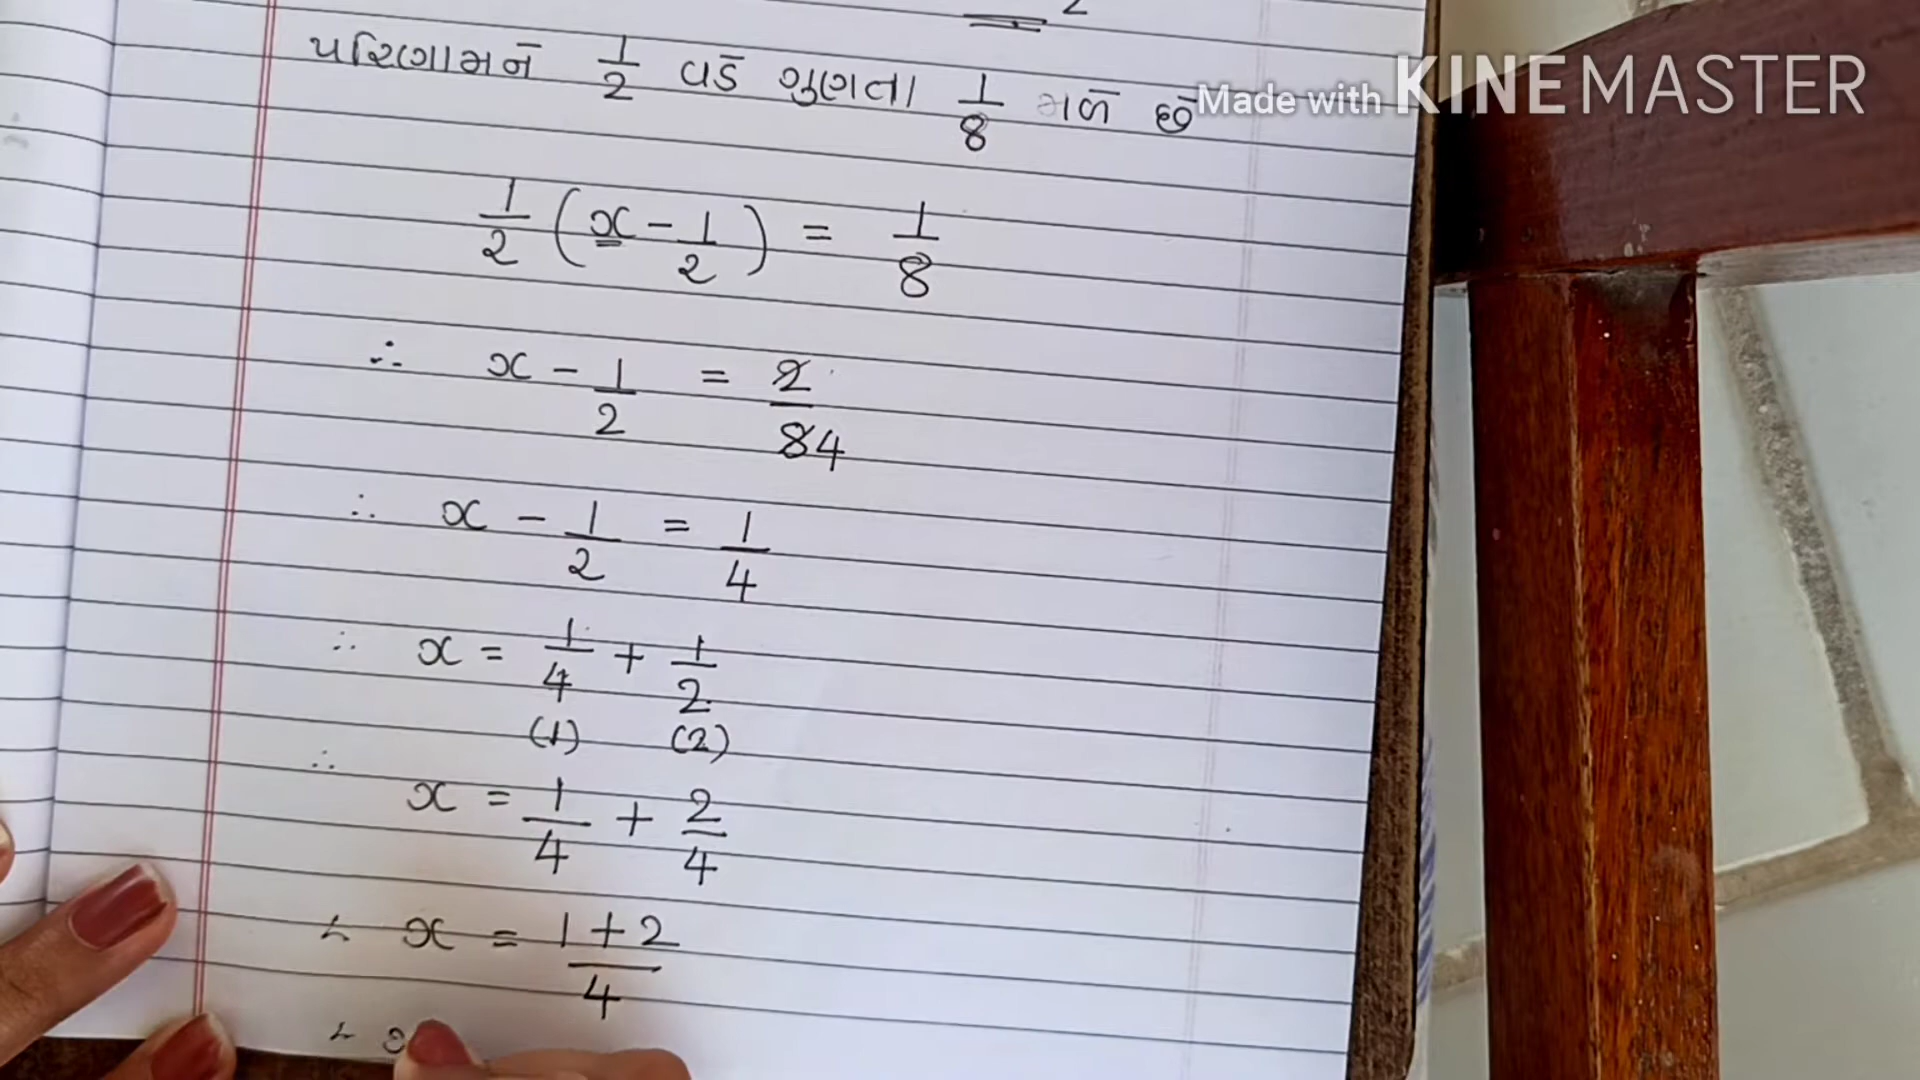 2
પરિણામને 1/2 વડે ગુણતા 1/8 મળે છે
Made with KINEMASTER
1/2 (x - 1/2) = 1/8
∴ x - 1/2 = 2/84
∴ x - 1/2 = 1/4
∴ x = 1/4 + 1/2
(1) (2)
∴ x = 1/4 + 2/4
∴ x = 1+2/4